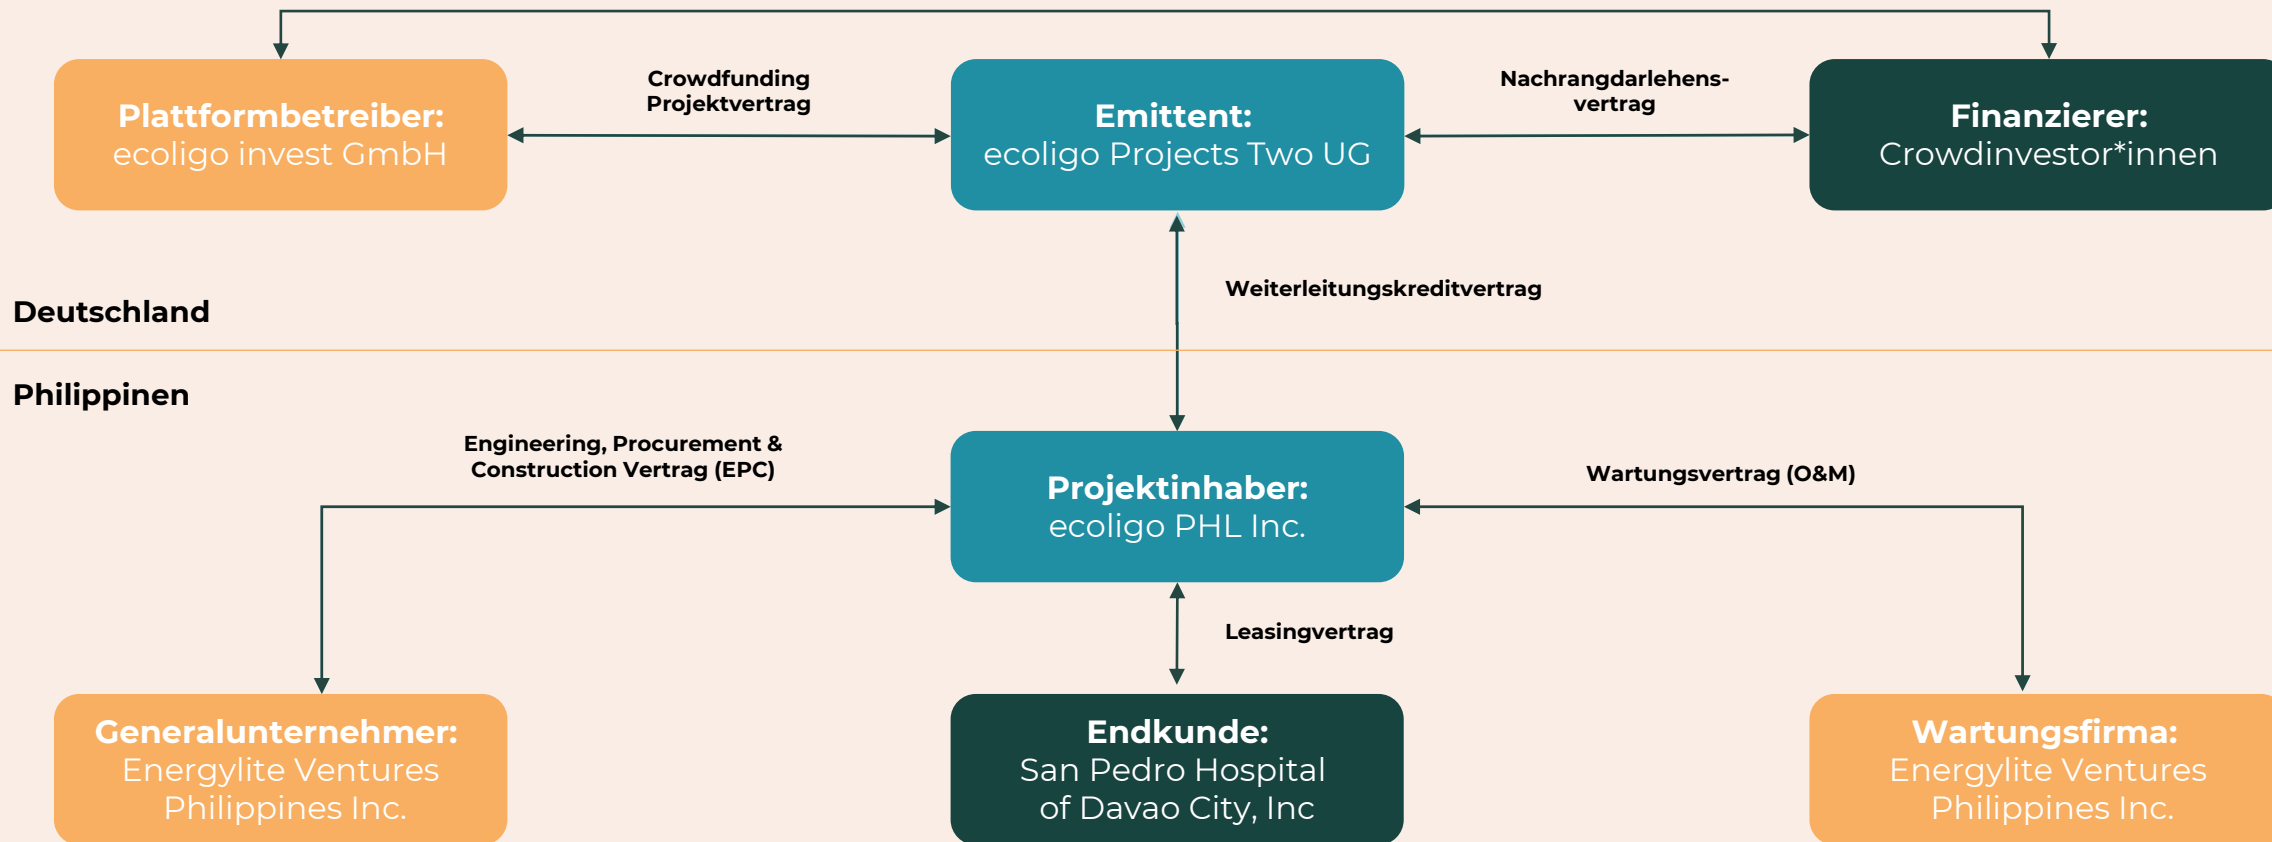 Crowdfunding
Projektvertrag
Nachrangdarlehens-
vertrag
Plattformbetreiber:
ecoligo invest GmbH
Emittent:
ecoligo Projects Two UG
Finanzierer:
Crowdinvestor*innen
Weiterleitungskreditvertrag
Deutschland
Philippinen
Engineering, Procurement &
Construction Vertrag (EPC)
Projektinhaber:
ecoligo PHL Inc.
Wartungsvertrag (O&M)
Leasingvertrag
Generalunternehmer:
Energylite Ventures
Philippines Inc.
Endkunde:
San Pedro Hospital
of Davao City, Inc
Wartungsfirma:
Energylite Ventures
Philippines Inc.